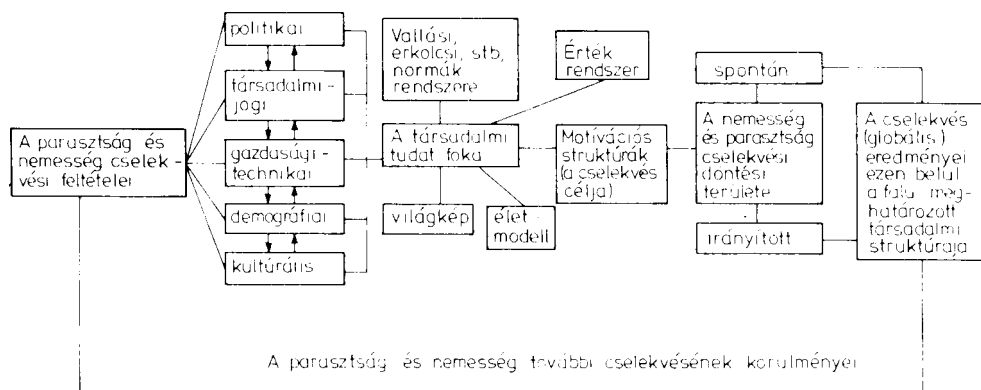 A parasztság és
nemesség cselek-
vési feltételei
politikai
társadalmi-
jogi
gazdasági-
technikai
demográfiai
kultúrális
Vallási,
erkölcsi, stb,
normák
rendszere
Érték
rendszer
A társadalmi
tudat foka
világkép
élet-
modell
Motívációs
struktúrák
(a cselekvés
célja)
spontán
A nemesség
és parasztság
cselekvési
döntési
területe
irányított
A cselekvés
(globális)
eredményei
ezen belül
a falu meg-
határozott
társadalmi
struktúrája
A parasztság és nemesség további cselekvésének körülményei